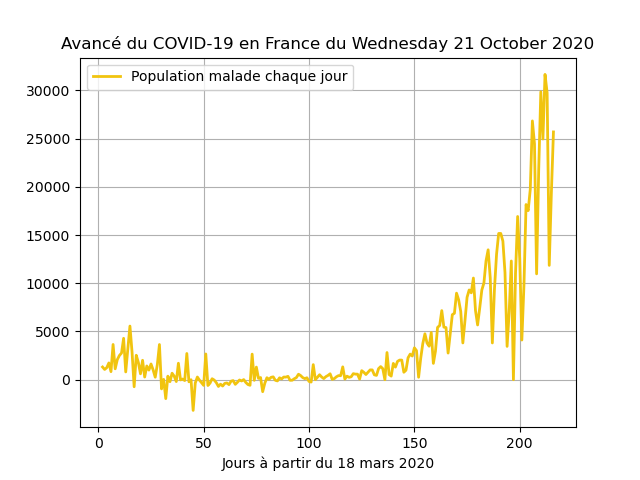 Avancé du COVID-19 en France du Wednesday 21 October 2020
Population malade chaque jour
30000
25000
20000
15000
10000
5000
0
0 50 100 150 200
Jours à partir du 18 mars 2020